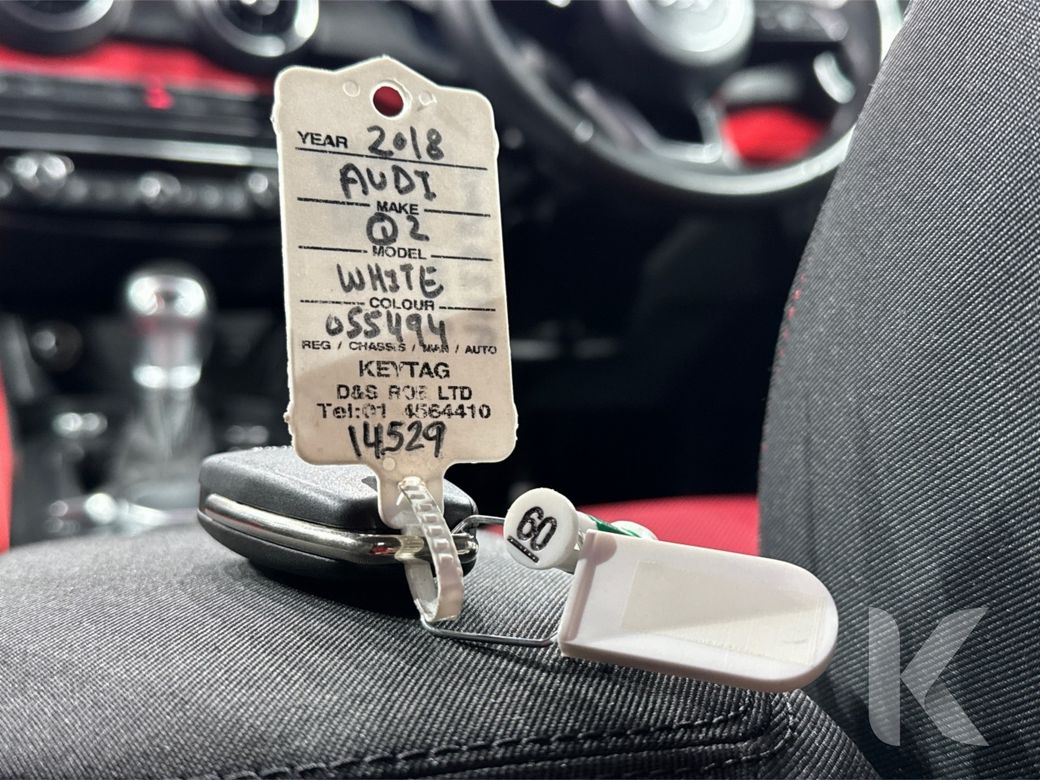 YEAR 2018
AUDI
MAKE
Q2
MODEL
WHITE
COLOUR
055494
REG / CHASSIS / MAN / AUTO
KEYTAG
D&S ROE LTD
Tel:01 4564410
14529
60
K